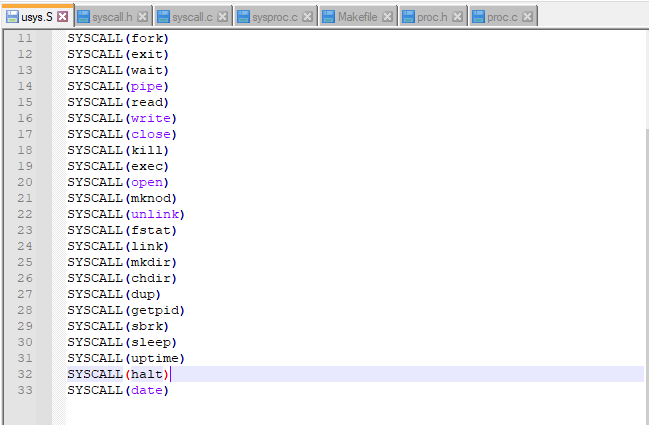 usys.S syscall.h syscall.c sysproc.c Makefile proc.h proc.c
11 SYSCALL(fork)
12 SYSCALL(exit)
13 SYSCALL(wait)
14 SYSCALL(pipe)
15 SYSCALL(read)
16 SYSCALL(write)
17 SYSCALL(close)
18 SYSCALL(kill)
19 SYSCALL(exec)
20 SYSCALL(open)
21 SYSCALL(mknod)
22 SYSCALL(unlink)
23 SYSCALL(fstat)
24 SYSCALL(link)
25 SYSCALL(mkdir)
26 SYSCALL(chdir)
27 SYSCALL(dup)
28 SYSCALL(getpid)
29 SYSCALL(sbrk)
30 SYSCALL(sleep)
31 SYSCALL(uptime)
32 SYSCALL(halt)
33 SYSCALL(date)